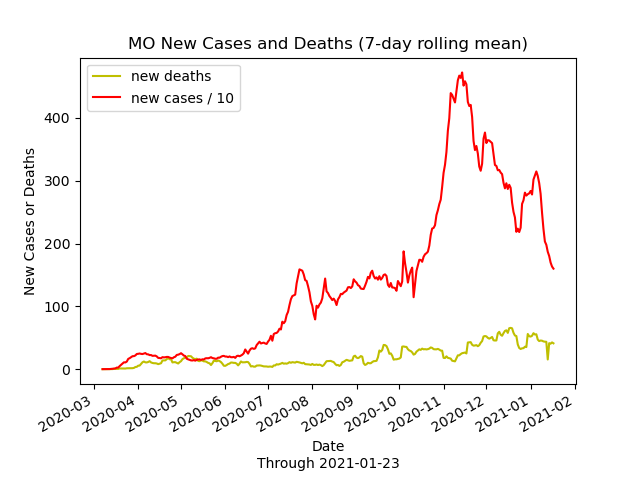 MO New Cases and Deaths (7-day rolling mean)
new deaths
new cases / 10
New Cases or Deaths
400
300
200
100
0
2020-03
2020-04
2020-05
2020-06
2020-07
2020-08
2020-09
2020-10
2020-11
2020-12
2021-01
2021-02
Date
Through 2021-01-23